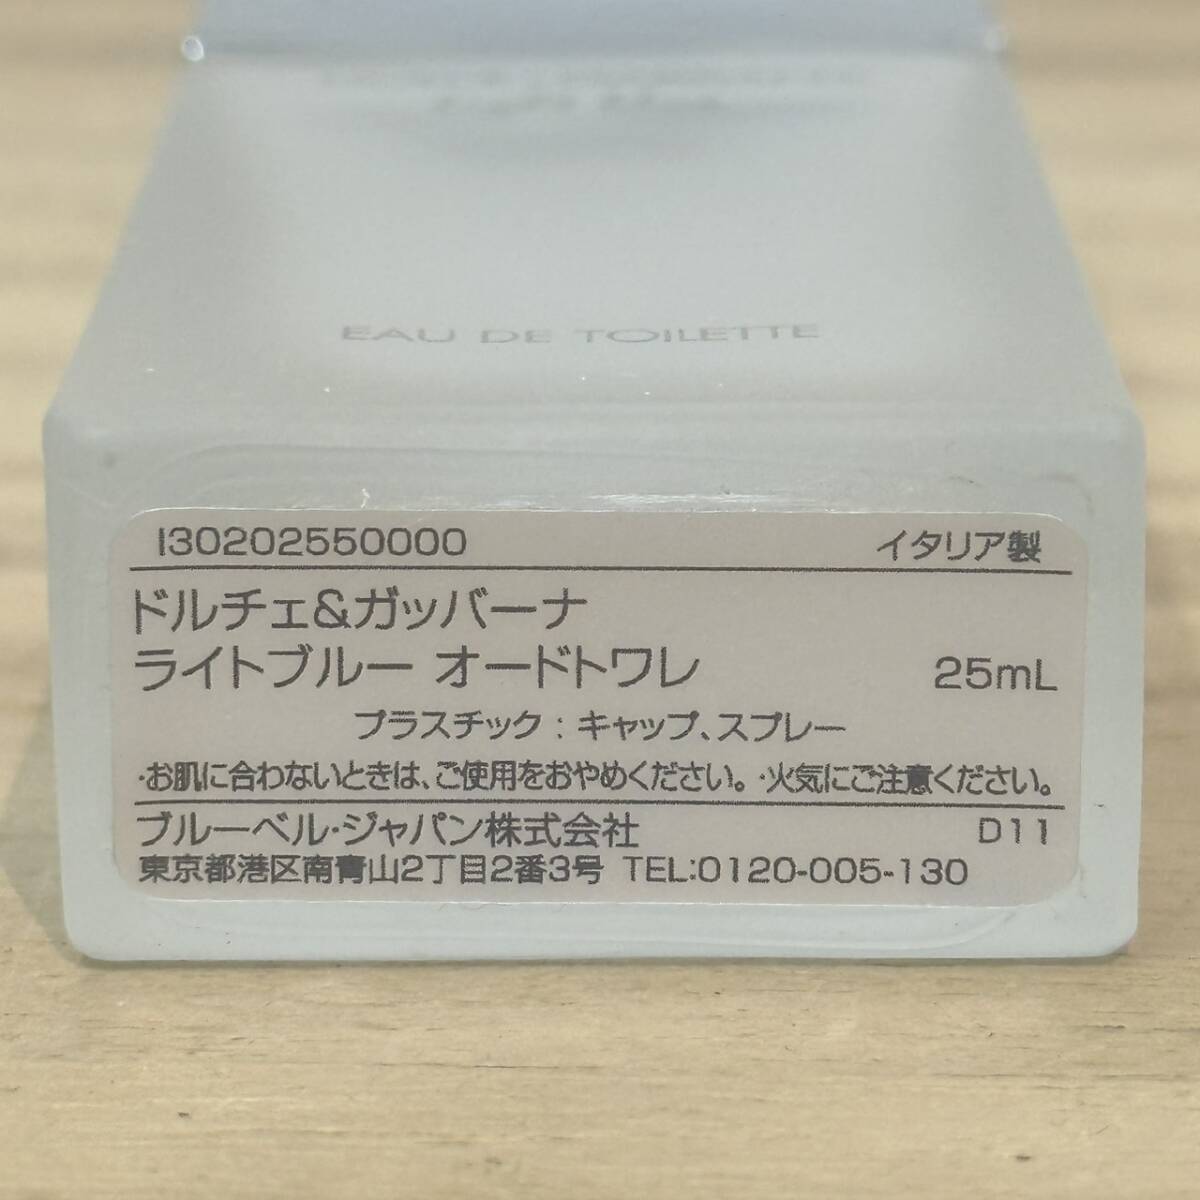 EAU DE TOILETTE
I30202550000 イタリア製
ドルチェ&ガッバーナ
ライトブルー オードトワレ 25mL
プラスチック：キャップ、スプレー
・お肌に合わないときは、ご使用をおやめください。・火気にご注意ください。
ブルーベル・ジャパン株式会社 D11
東京都港区南青山2丁目2番3号 TEL:0120-005-130